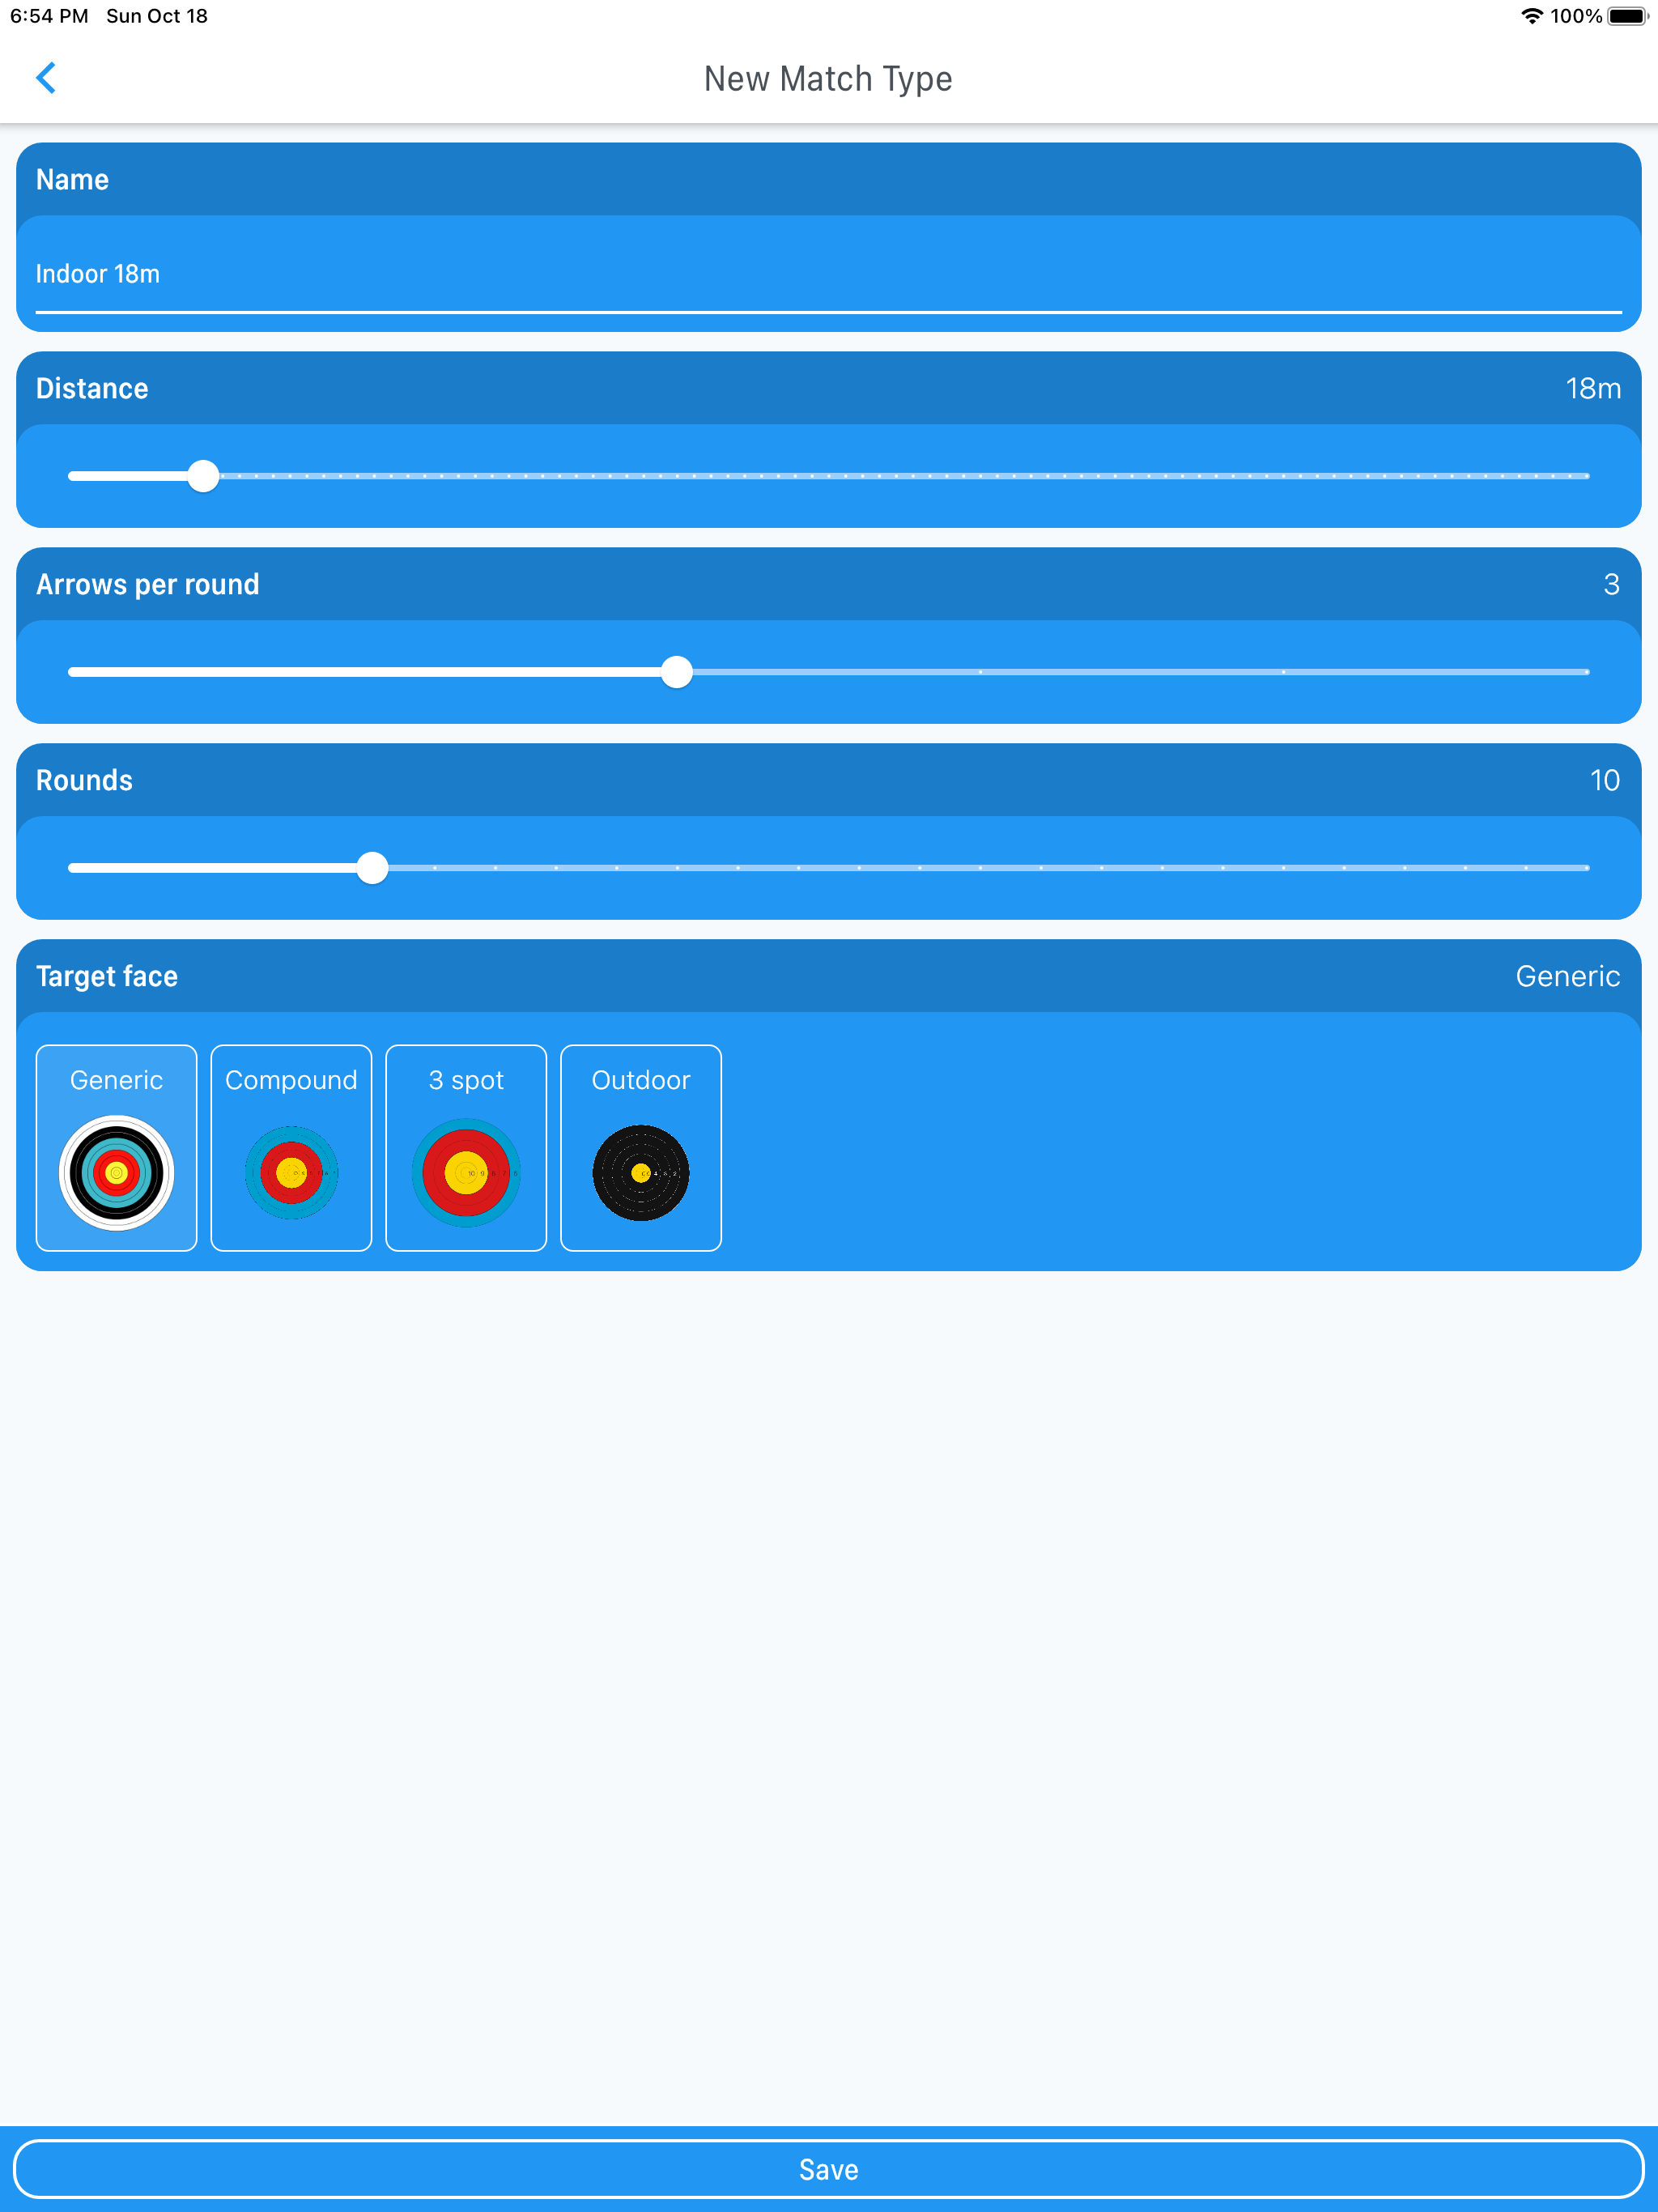 6:54 PM Sun Oct 18 100%
New Match Type
Name
Indoor 18m
Distance 18m
Arrows per round 3
Rounds 10
Target face Generic
Generic Compound 3 spot Outdoor
Save